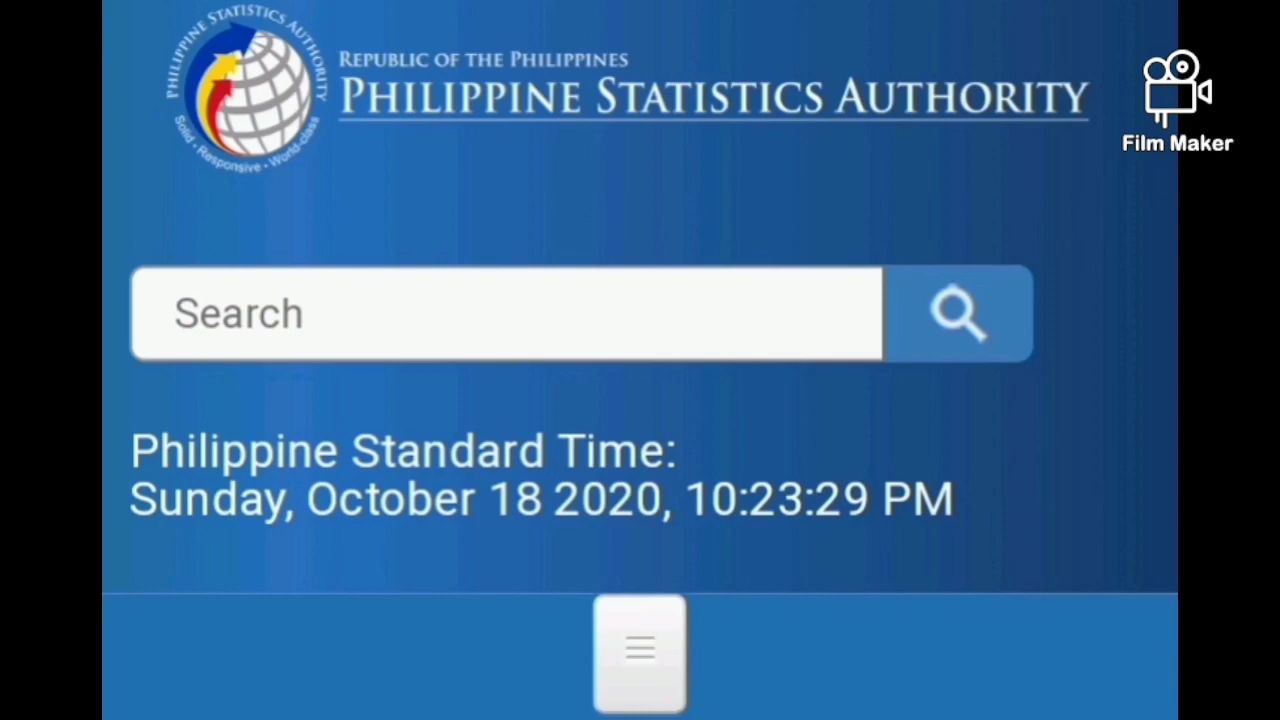 PHILIPPINE STATISTICS AUTHORITY
Solid • Responsive • World-class
REPUBLIC OF THE PHILIPPINES
PHILIPPINE STATISTICS AUTHORITY
Film Maker
Search
Philippine Standard Time:
Sunday, October 18 2020, 10:23:29 PM